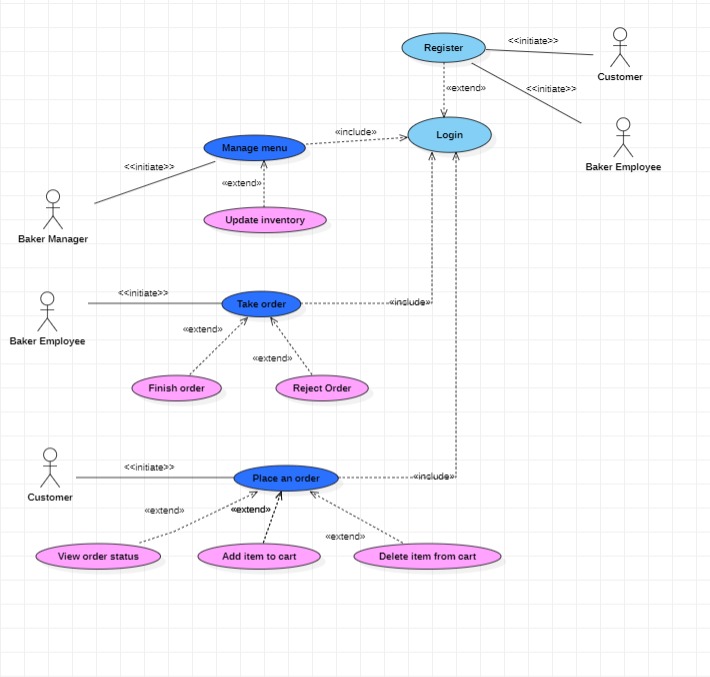 <<initiate>>
Register
Customer
«extend»
<<initiate>>
«include»
Login
Manage menu
<<initiate>>
Baker Employee
«extend»
Update inventory
Baker Manager
<<initiate>>
Take order
«include»
Baker Employee
«extend»
«extend»
Finish order
Reject Order
<<initiate>>
Place an order
«include»
Customer
«extend»
«extend»
«extend»
View order status
Add item to cart
Delete item from cart